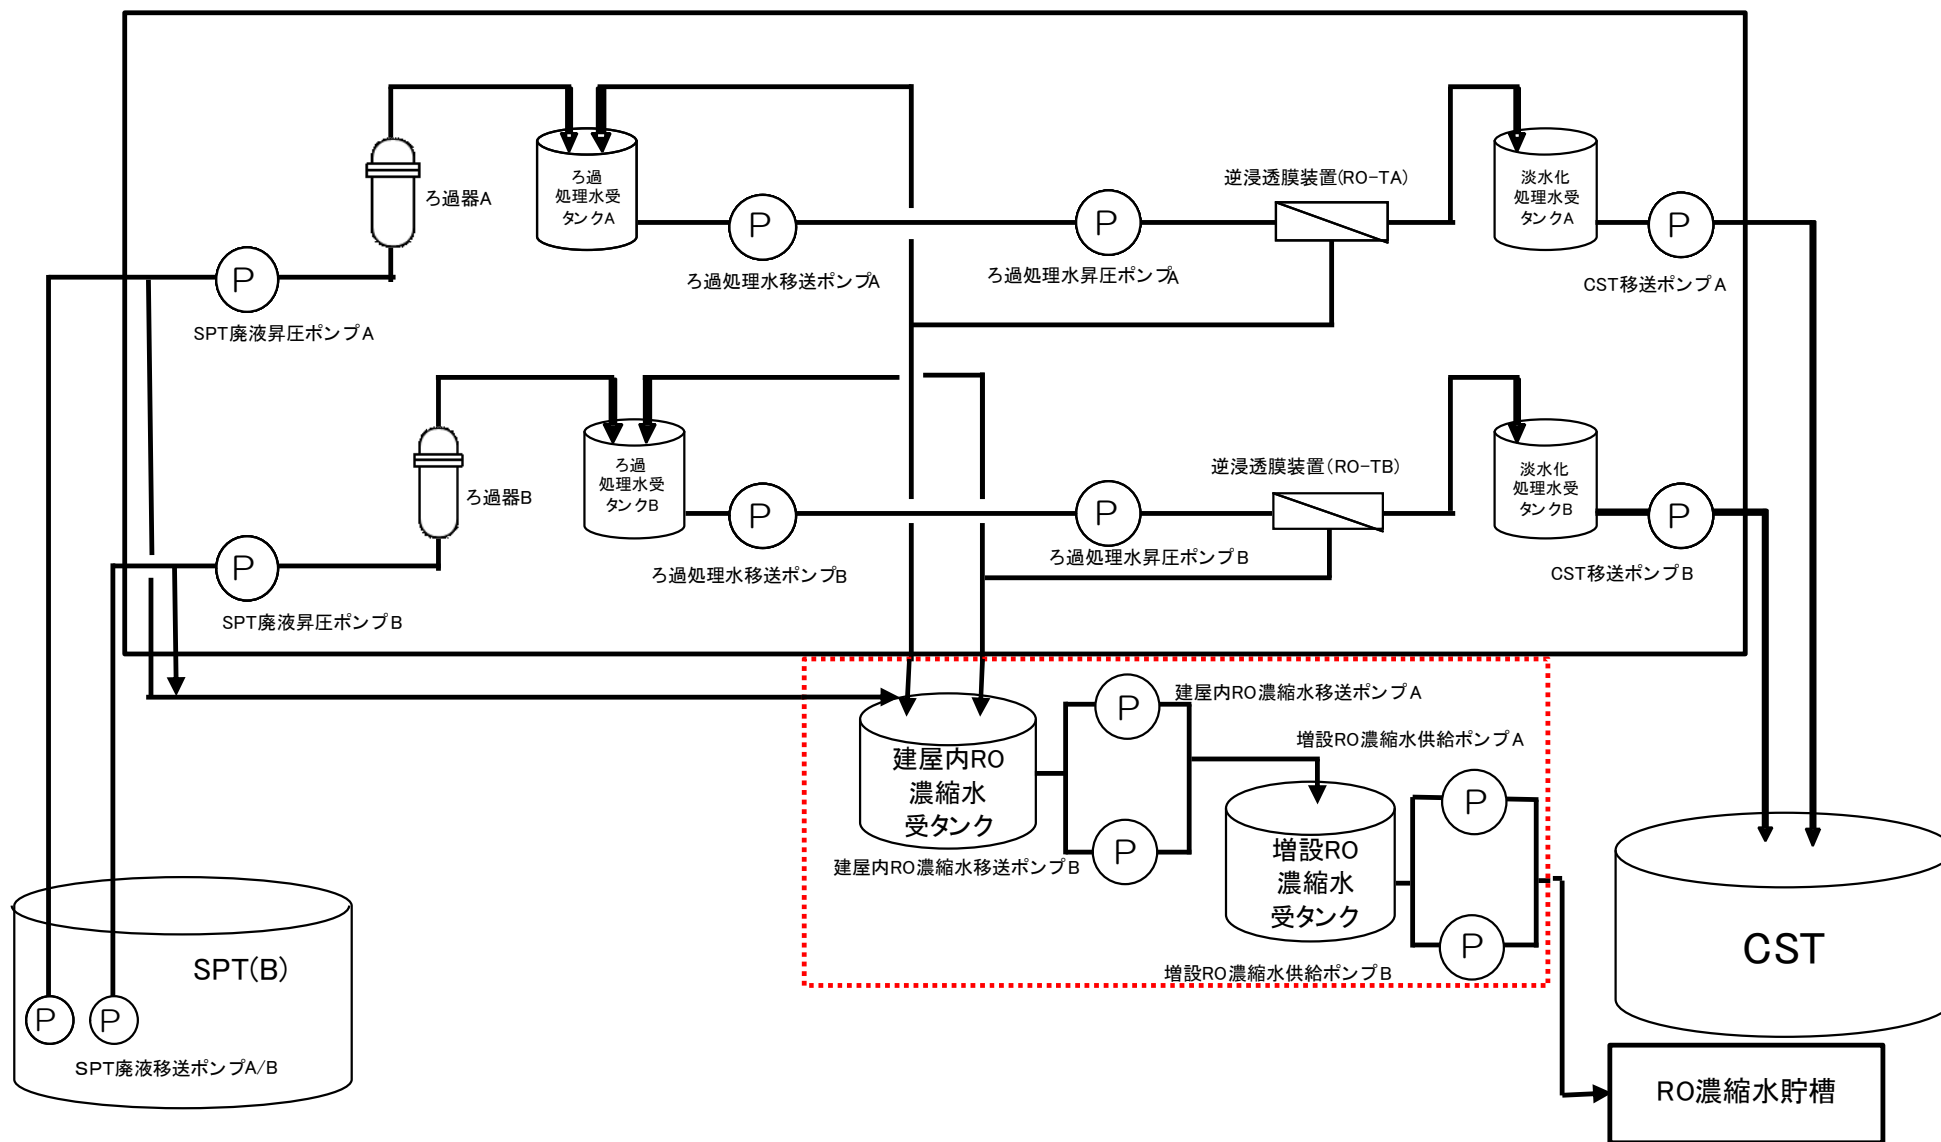 ろ過
処理水受
タンクA
ろ過器A
P
P
逆浸透膜装置(RO-TA)
淡水化
処理水受
タンクA
P
P
SPT廃液昇圧ポンプA
ろ過処理水移送ポンプA
ろ過処理水昇圧ポンプA
CST移送ポンプA
ろ過
処理水受
タンクB
ろ過器B
P
P
逆浸透膜装置(RO-TB)
淡水化
処理水受
タンクB
P
P
SPT廃液昇圧ポンプB
ろ過処理水移送ポンプB
ろ過処理水昇圧ポンプB
CST移送ポンプB
P
建屋内RO濃縮水移送ポンプA
建屋内RO
濃縮水
受タンク
P
建屋内RO濃縮水移送ポンプB
増設RO濃縮水供給ポンプA
P
増設RO
濃縮水
受タンク
P
増設RO濃縮水供給ポンプB
SPT(B)
P
P
SPT廃液移送ポンプA/B
CST
RO濃縮水貯槽